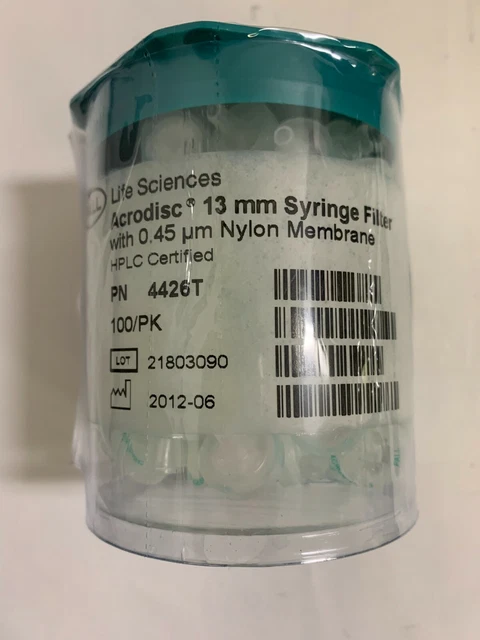 Life Sciences
Acrodisc® 13 mm Syringe Filter
with 0.45 µm Nylon Membrane
HPLC Certified
PN 4426T
100/PK
LOT 21803090
2012-06